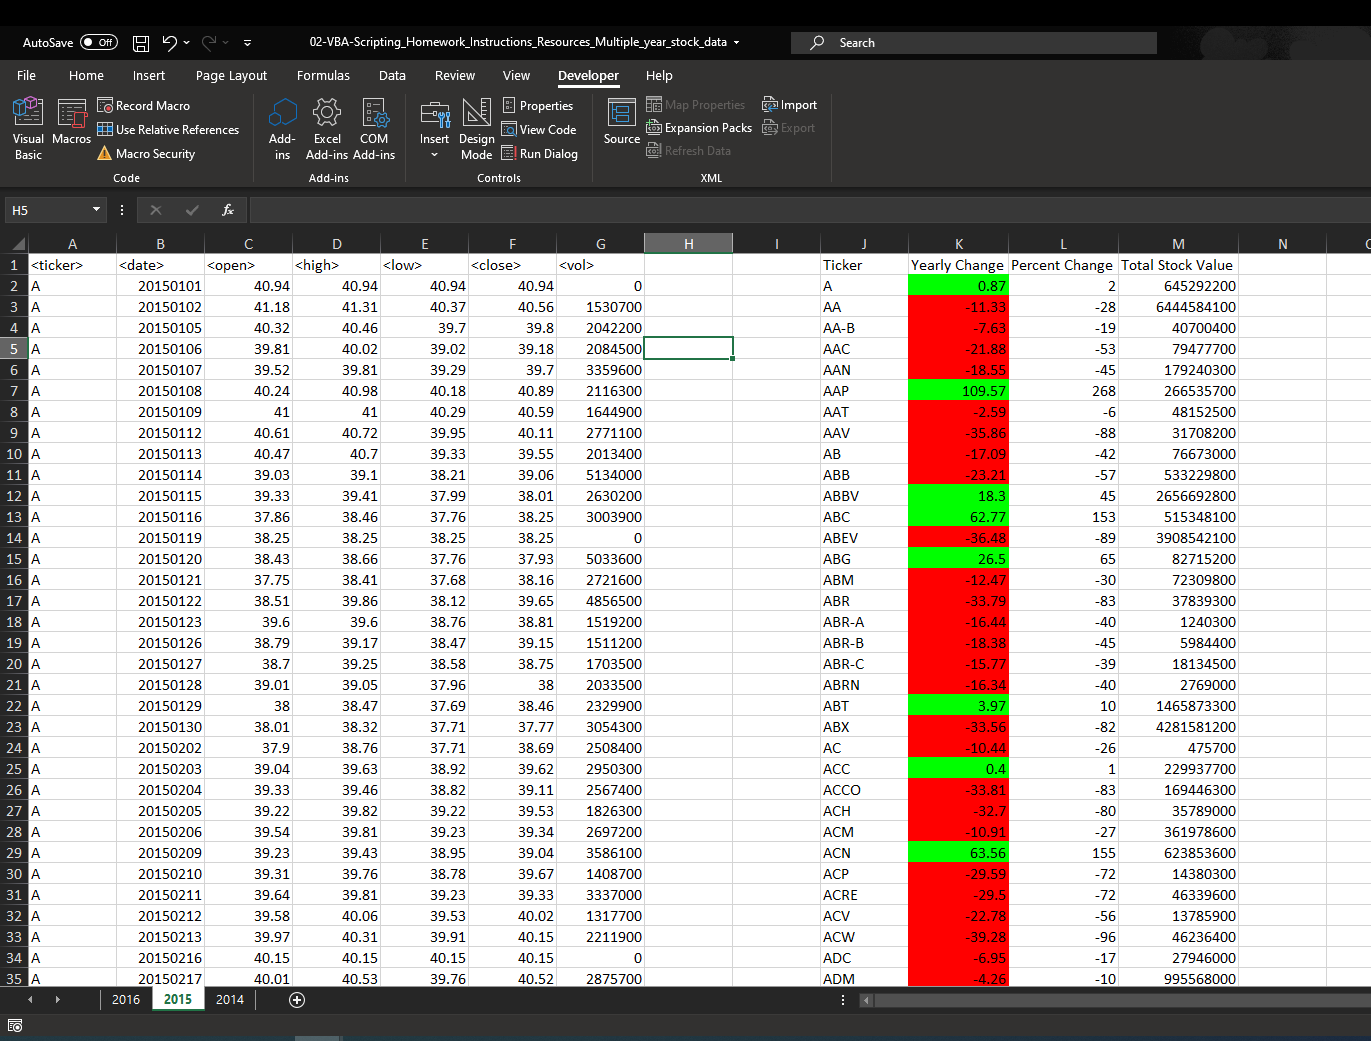 AutoSave Off 02-VBA-Scripting_Homework_Instructions_Resources_Multiple_year_stock_data Search
File Home Insert Page Layout Formulas Data Review View Developer Help
Visual Basic Macros Record Macro Use Relative References Macro Security
Add-ins Excel Add-ins COM Add-ins
Insert Design Mode Properties View Code Run Dialog
Source Map Properties Expansion Packs Refresh Data Import Export
Code Add-ins Controls XML
H5 fx
A B C D E F G H I J K L M N
1 <ticker> <date> <open> <high> <low> <close> <vol> Ticker Yearly Change Percent Change Total Stock Value
2 A 20150101 40.94 40.94 40.94 40.94 0 A 0.87 2 645292200
3 A 20150102 41.18 41.31 40.37 40.56 1530700 AA -11.33 -28 6444584100
4 A 20150105 40.32 40.46 39.7 39.8 2042200 AA-B -7.63 -19 40700400
5 A 20150106 39.81 40.02 39.02 39.18 2084500 AAC -21.88 -53 79477700
6 A 20150107 39.52 39.81 39.29 39.7 3359600 AAN -18.55 -45 179240300
7 A 20150108 40.24 40.98 40.18 40.89 2116300 AAP 109.57 268 266535700
8 A 20150109 41 41 40.29 40.59 1644900 AAT -2.59 -6 48152500
9 A 20150112 40.61 40.72 39.95 40.11 2771100 AAV -35.86 -88 31708200
10 A 20150113 40.47 40.7 39.33 39.55 2013400 AB -17.09 -42 76673000
11 A 20150114 39.03 39.1 38.21 39.06 5134000 ABB -23.21 -57 533229800
12 A 20150115 39.33 39.41 37.99 38.01 2630200 ABBV 18.3 45 2656692800
13 A 20150116 37.86 38.46 37.76 38.25 3003900 ABC 62.77 153 515348100
14 A 20150119 38.25 38.25 38.25 38.25 0 ABEV -36.48 -89 3908542100
15 A 20150120 38.43 38.66 37.76 37.93 5033600 ABG 26.5 65 82715200
16 A 20150121 37.75 38.41 37.68 38.16 2721600 ABM -12.47 -30 72309800
17 A 20150122 38.51 39.86 38.12 39.65 4856500 ABR -33.79 -83 37839300
18 A 20150123 39.6 39.6 38.76 38.81 1519200 ABR-A -16.44 -40 1240300
19 A 20150126 38.79 39.17 38.47 39.15 1511200 ABR-B -18.38 -45 5984400
20 A 20150127 38.7 39.25 38.58 38.75 1703500 ABR-C -15.77 -39 18134500
21 A 20150128 39.01 39.05 37.96 38 2033500 ABRN -16.34 -40 2769000
22 A 20150129 38 38.47 37.69 38.46 2329900 ABT 3.97 10 1465873300
23 A 20150130 38.01 38.32 37.71 37.77 3054300 ABX -33.56 -82 4281581200
24 A 20150202 37.9 38.76 37.71 38.69 2508400 AC -10.44 -26 475700
25 A 20150203 39.04 39.63 38.92 39.62 2950300 ACC 0.4 1 229937700
26 A 20150204 39.33 39.46 38.82 39.11 2567400 ACCO -33.81 -83 169446300
27 A 20150205 39.22 39.82 39.22 39.53 1826300 ACH -32.7 -80 35789000
28 A 20150206 39.54 39.81 39.23 39.34 2697200 ACM -10.91 -27 361978600
29 A 20150209 39.23 39.43 38.95 39.04 3586100 ACN 63.56 155 623853600
30 A 20150210 39.31 39.76 38.78 39.67 1408700 ACP -29.59 -72 14380300
31 A 20150211 39.64 39.81 39.23 39.33 3337000 ACRE -29.5 -72 46339600
32 A 20150212 39.58 40.06 39.53 40.02 1317700 ACV -22.78 -56 13785900
33 A 20150213 39.97 40.31 39.91 40.15 2211900 ACW -39.28 -96 46236400
34 A 20150216 40.15 40.15 40.15 40.15 0 ADC -6.95 -17 27946000
35 A 20150217 40.01 40.53 39.76 40.52 2875700 ADM -4.26 -10 995568000
2016 2015 2014